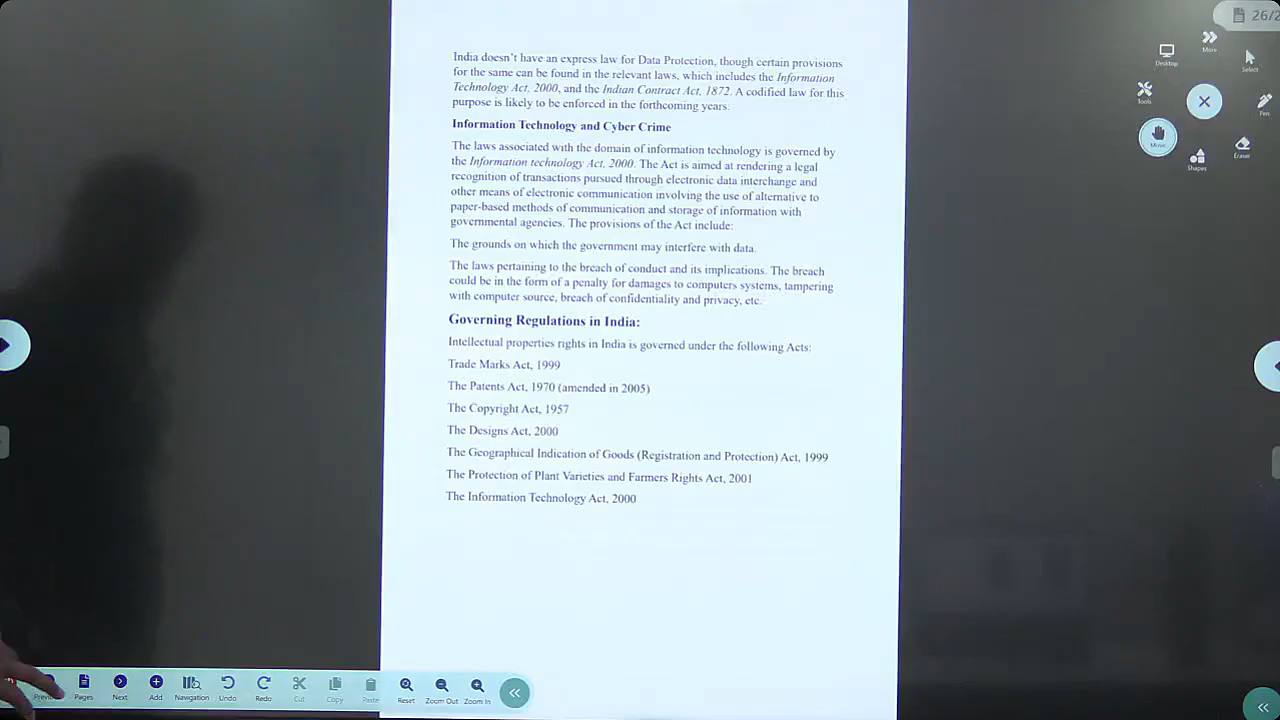 26/2
More
Desktop
Select
Tools
Pen
Move
Eraser
Shapes
India doesn't have an express law for Data Protection, though certain provisions
for the same can be found in the relevant laws, which includes the Information
Technology Act, 2000, and the Indian Contract Act, 1872. A codified law for this
purpose is likely to be enforced in the forthcoming years.
Information Technology and Cyber Crime
The laws associated with the domain of information technology is governed by
the Information technology Act, 2000. The Act is aimed at rendering a legal
recognition of transactions pursued through electronic data interchange and
other means of electronic communication involving the use of alternative to
paper-based methods of communication and storage of information with
governmental agencies. The provisions of the Act include:
The grounds on which the government may interfere with data.
The laws pertaining to the breach of conduct and its implications. The breach
could be in the form of a penalty for damages to computers systems, tampering
with computer source, breach of confidentiality and privacy, etc.
Governing Regulations in India:
Intellectual properties rights in India is governed under the following Acts:
Trade Marks Act, 1999
The Patents Act, 1970 (amended in 2005)
The Copyright Act, 1957
The Designs Act, 2000
The Geographical Indication of Goods (Registration and Protection) Act, 1999
The Protection of Plant Varieties and Farmers Rights Act, 2001
The Information Technology Act, 2000
Pages Next Add Navigation Undo Redo Cut Copy Paste Reset Zoom Out Zoom In